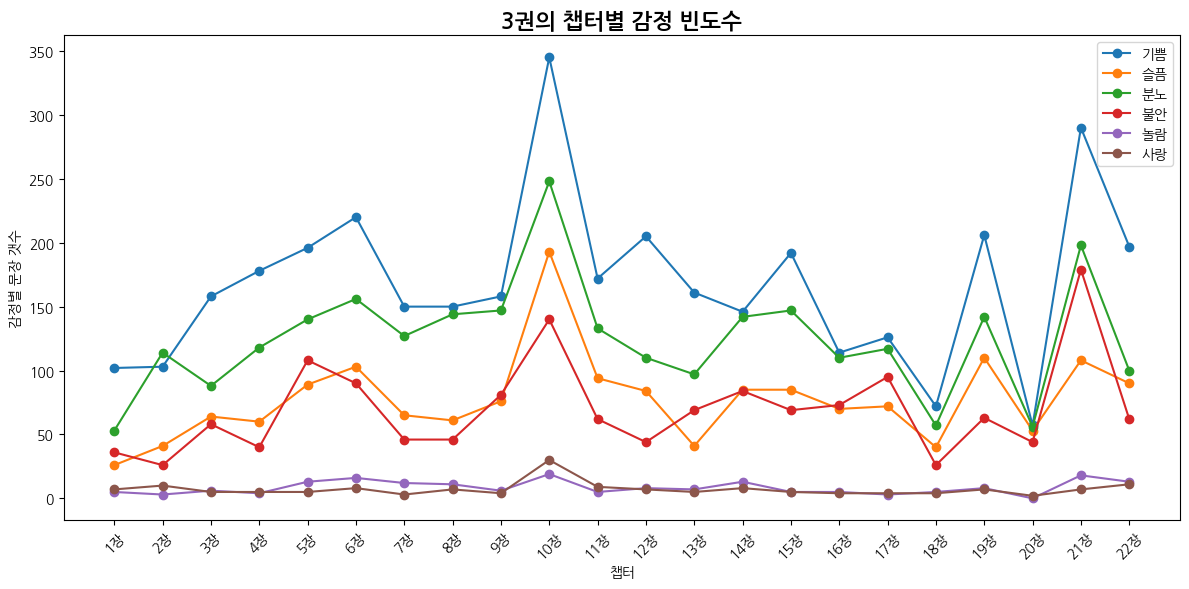 3권의 챕터별 감정 빈도수
기쁨
슬픔
분노
불안
놀람
사랑
감정별 문장 갯수
350
300
250
200
150
100
50
0
1장
2장
3장
4장
5장
6장
7장
8장
9장
10장
11장
12장
13장
14장
15장
16장
17장
18장
19장
20장
21장
22장
챕터